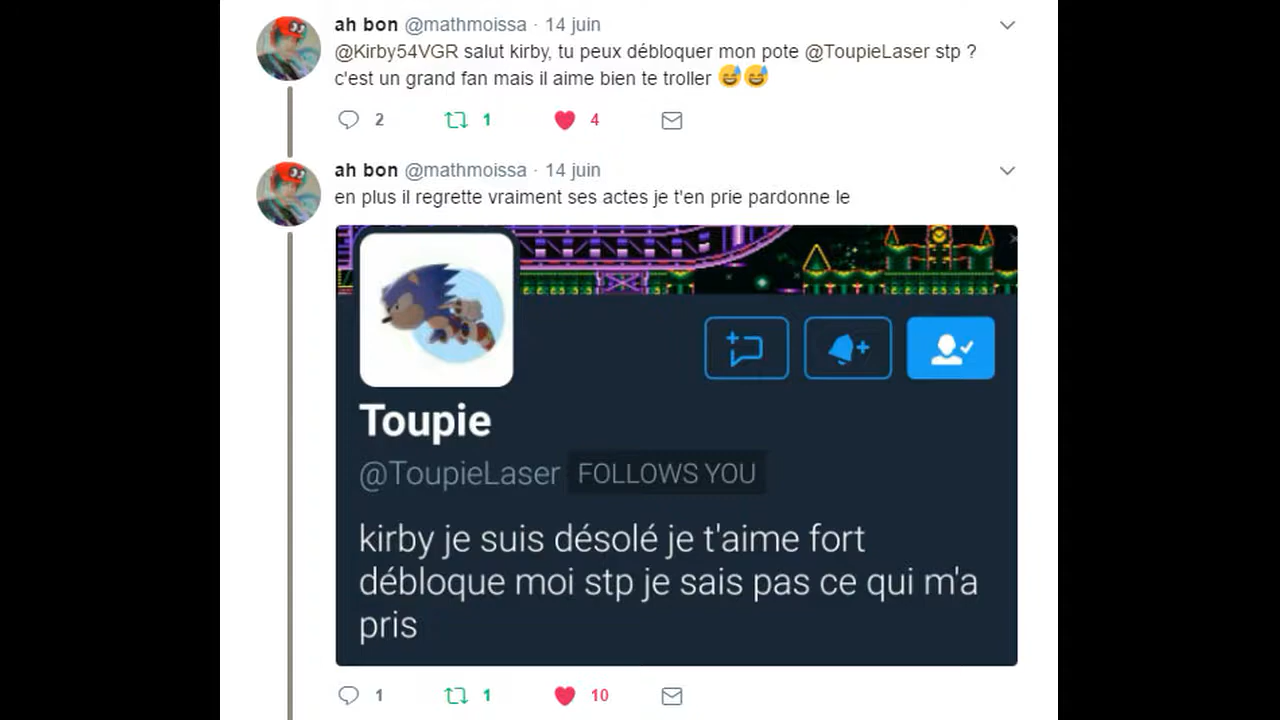 ah bon @mathmoissa · 14 juin
@Kirby54VGR salut kirby, tu peux débloquer mon pote @ToupieLaser stp ?
c'est un grand fan mais il aime bien te troller 😅😅
2 1 4
ah bon @mathmoissa · 14 juin
en plus il regrette vraiment ses actes je t'en prie pardonne le
Toupie
@ToupieLaser FOLLOWS YOU
kirby je suis désolé je t'aime fort
débloque moi stp je sais pas ce qui m'a
pris
1 1 10